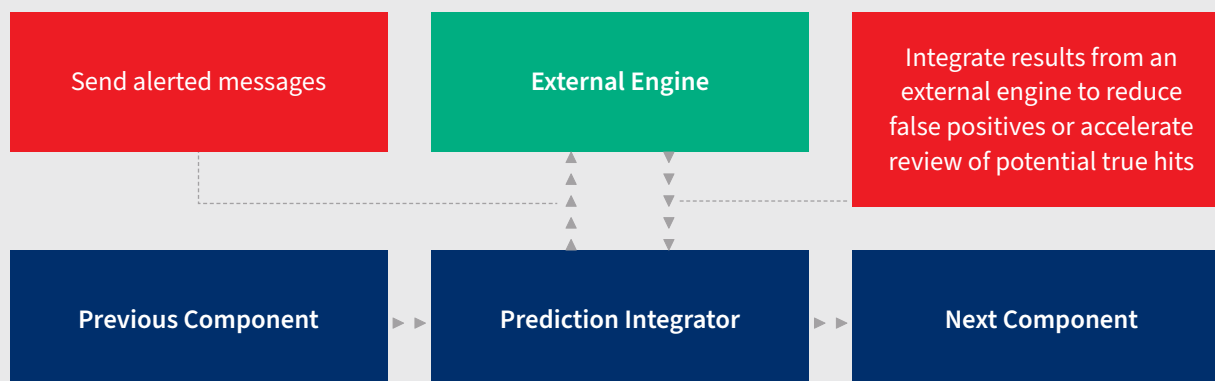 Send alerted messages
External Engine
Integrate results from an
external engine to reduce
false positives or accelerate
review of potential true hits
Previous Component
Prediction Integrator
Next Component